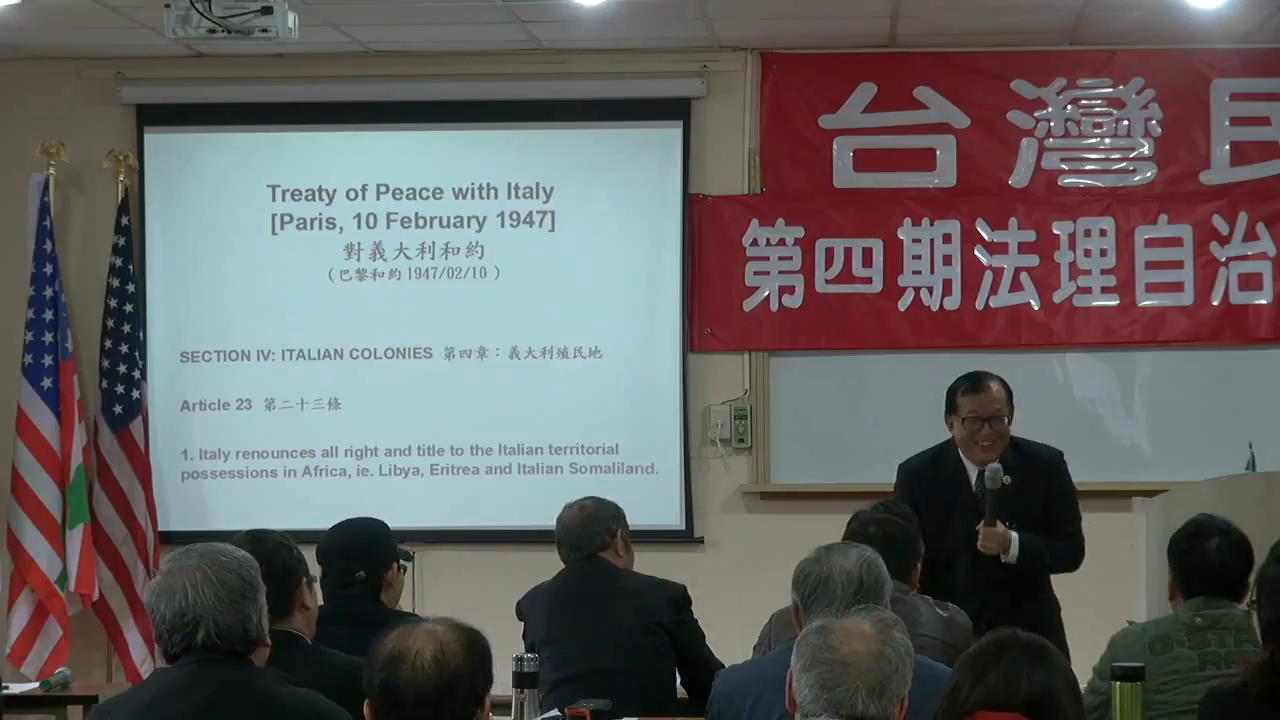 Treaty of Peace with Italy
[Paris, 10 February 1947]
對義大利和約
(巴黎和約 1947/02/10 )
SECTION IV: ITALIAN COLONIES 第四章：義大利殖民地
Article 23 第二十三條
1. Italy renounces all right and title to the Italian territorial
possessions in Africa, ie. Libya, Eritrea and Italian Somaliland.
台灣民
第四期法理自治